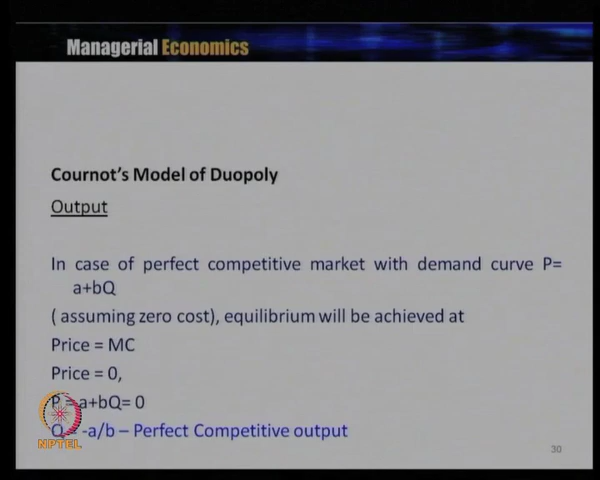 Managerial Economics
Cournot's Model of Duopoly
Output
In case of perfect competitive market with demand curve P=
a+bQ
( assuming zero cost), equilibrium will be achieved at
Price = MC
Price = 0,
P = a+bQ= 0
Q = -a/b – Perfect Competitive output
NPTEL
30